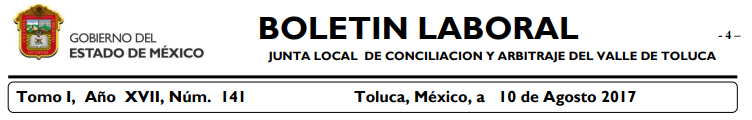 GOBIERNO DEL
ESTADO DE MÉXICO
BOLETIN LABORAL
- 4 –
JUNTA LOCAL DE CONCILIACION Y ARBITRAJE DEL VALLE DE TOLUCA
Tomo I, Año XVII, Núm. 141 Toluca, México, a 10 de Agosto 2017